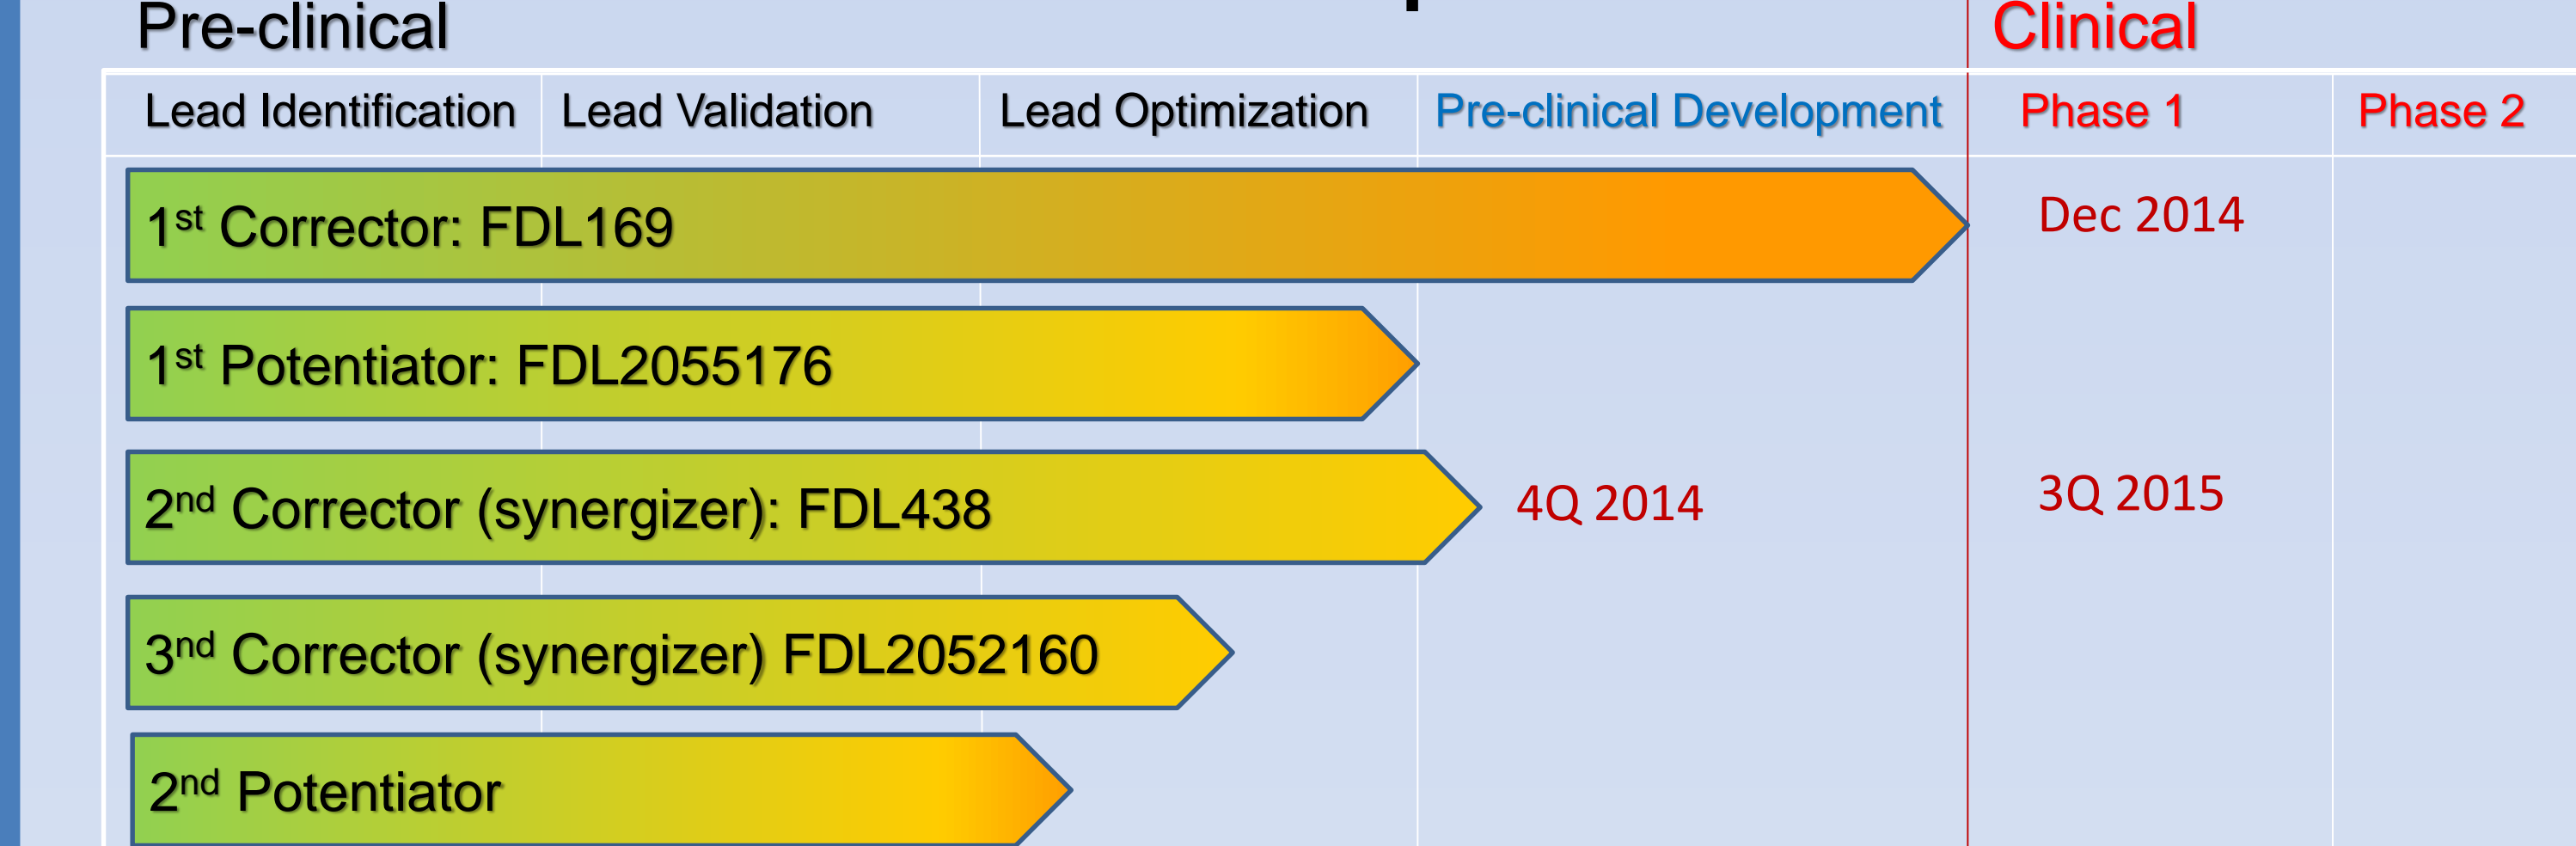 Pre-clinical Clinical
Lead Identification Lead Validation Lead Optimization Pre-clinical Development Phase 1 Phase 2
1st Corrector: FDL169 Dec 2014
1st Potentiator: FDL2055176
2nd Corrector (synergizer): FDL438 4Q 2014 3Q 2015
3nd Corrector (synergizer) FDL2052160
2nd Potentiator